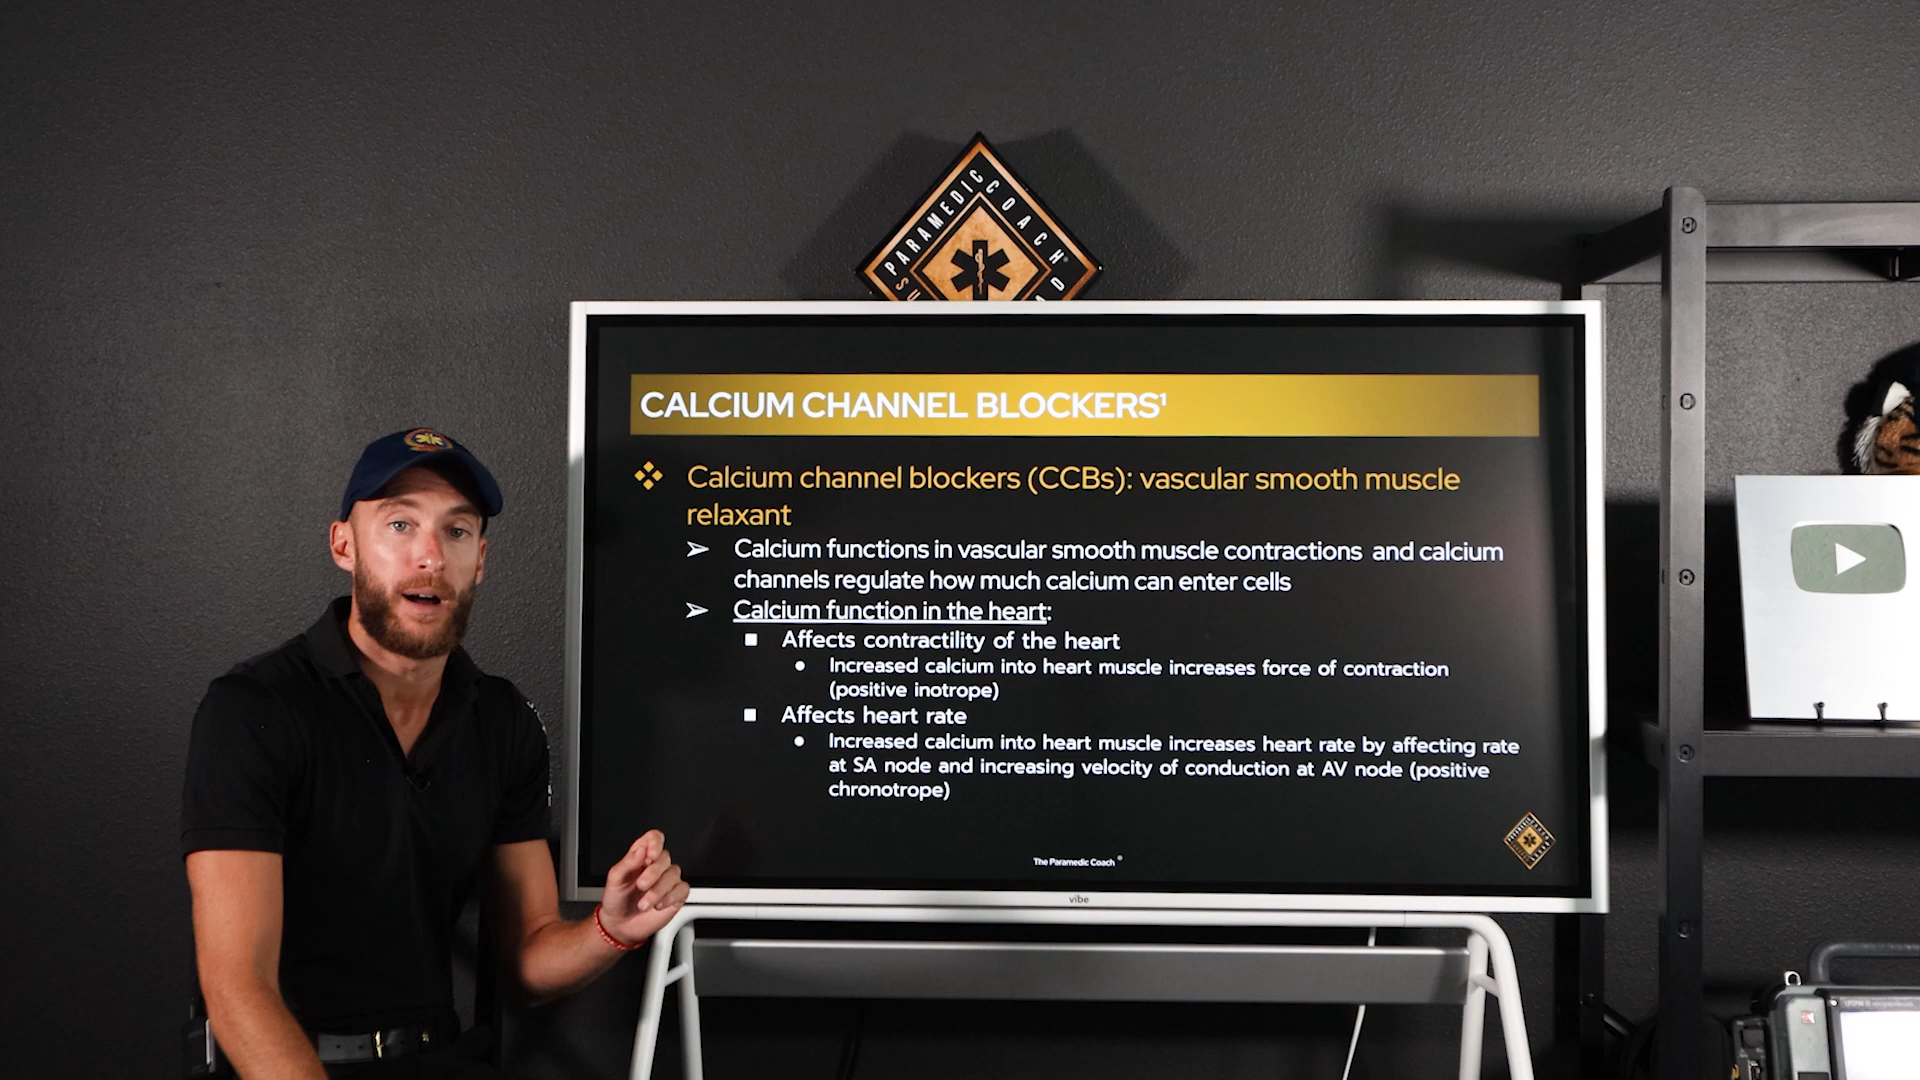 PARAMEDIC COACH®
CALCIUM CHANNEL BLOCKERS¹
Calcium channel blockers (CCBs): vascular smooth muscle
relaxant
Calcium functions in vascular smooth muscle contractions and calcium
channels regulate how much calcium can enter cells
Calcium function in the heart:
Affects contractility of the heart
Increased calcium into heart muscle increases force of contraction
(positive inotrope)
Affects heart rate
Increased calcium into heart muscle increases heart rate by affecting rate
at SA node and increasing velocity of conduction at AV node (positive
chronotrope)
The Paramedic Coach®
vibe